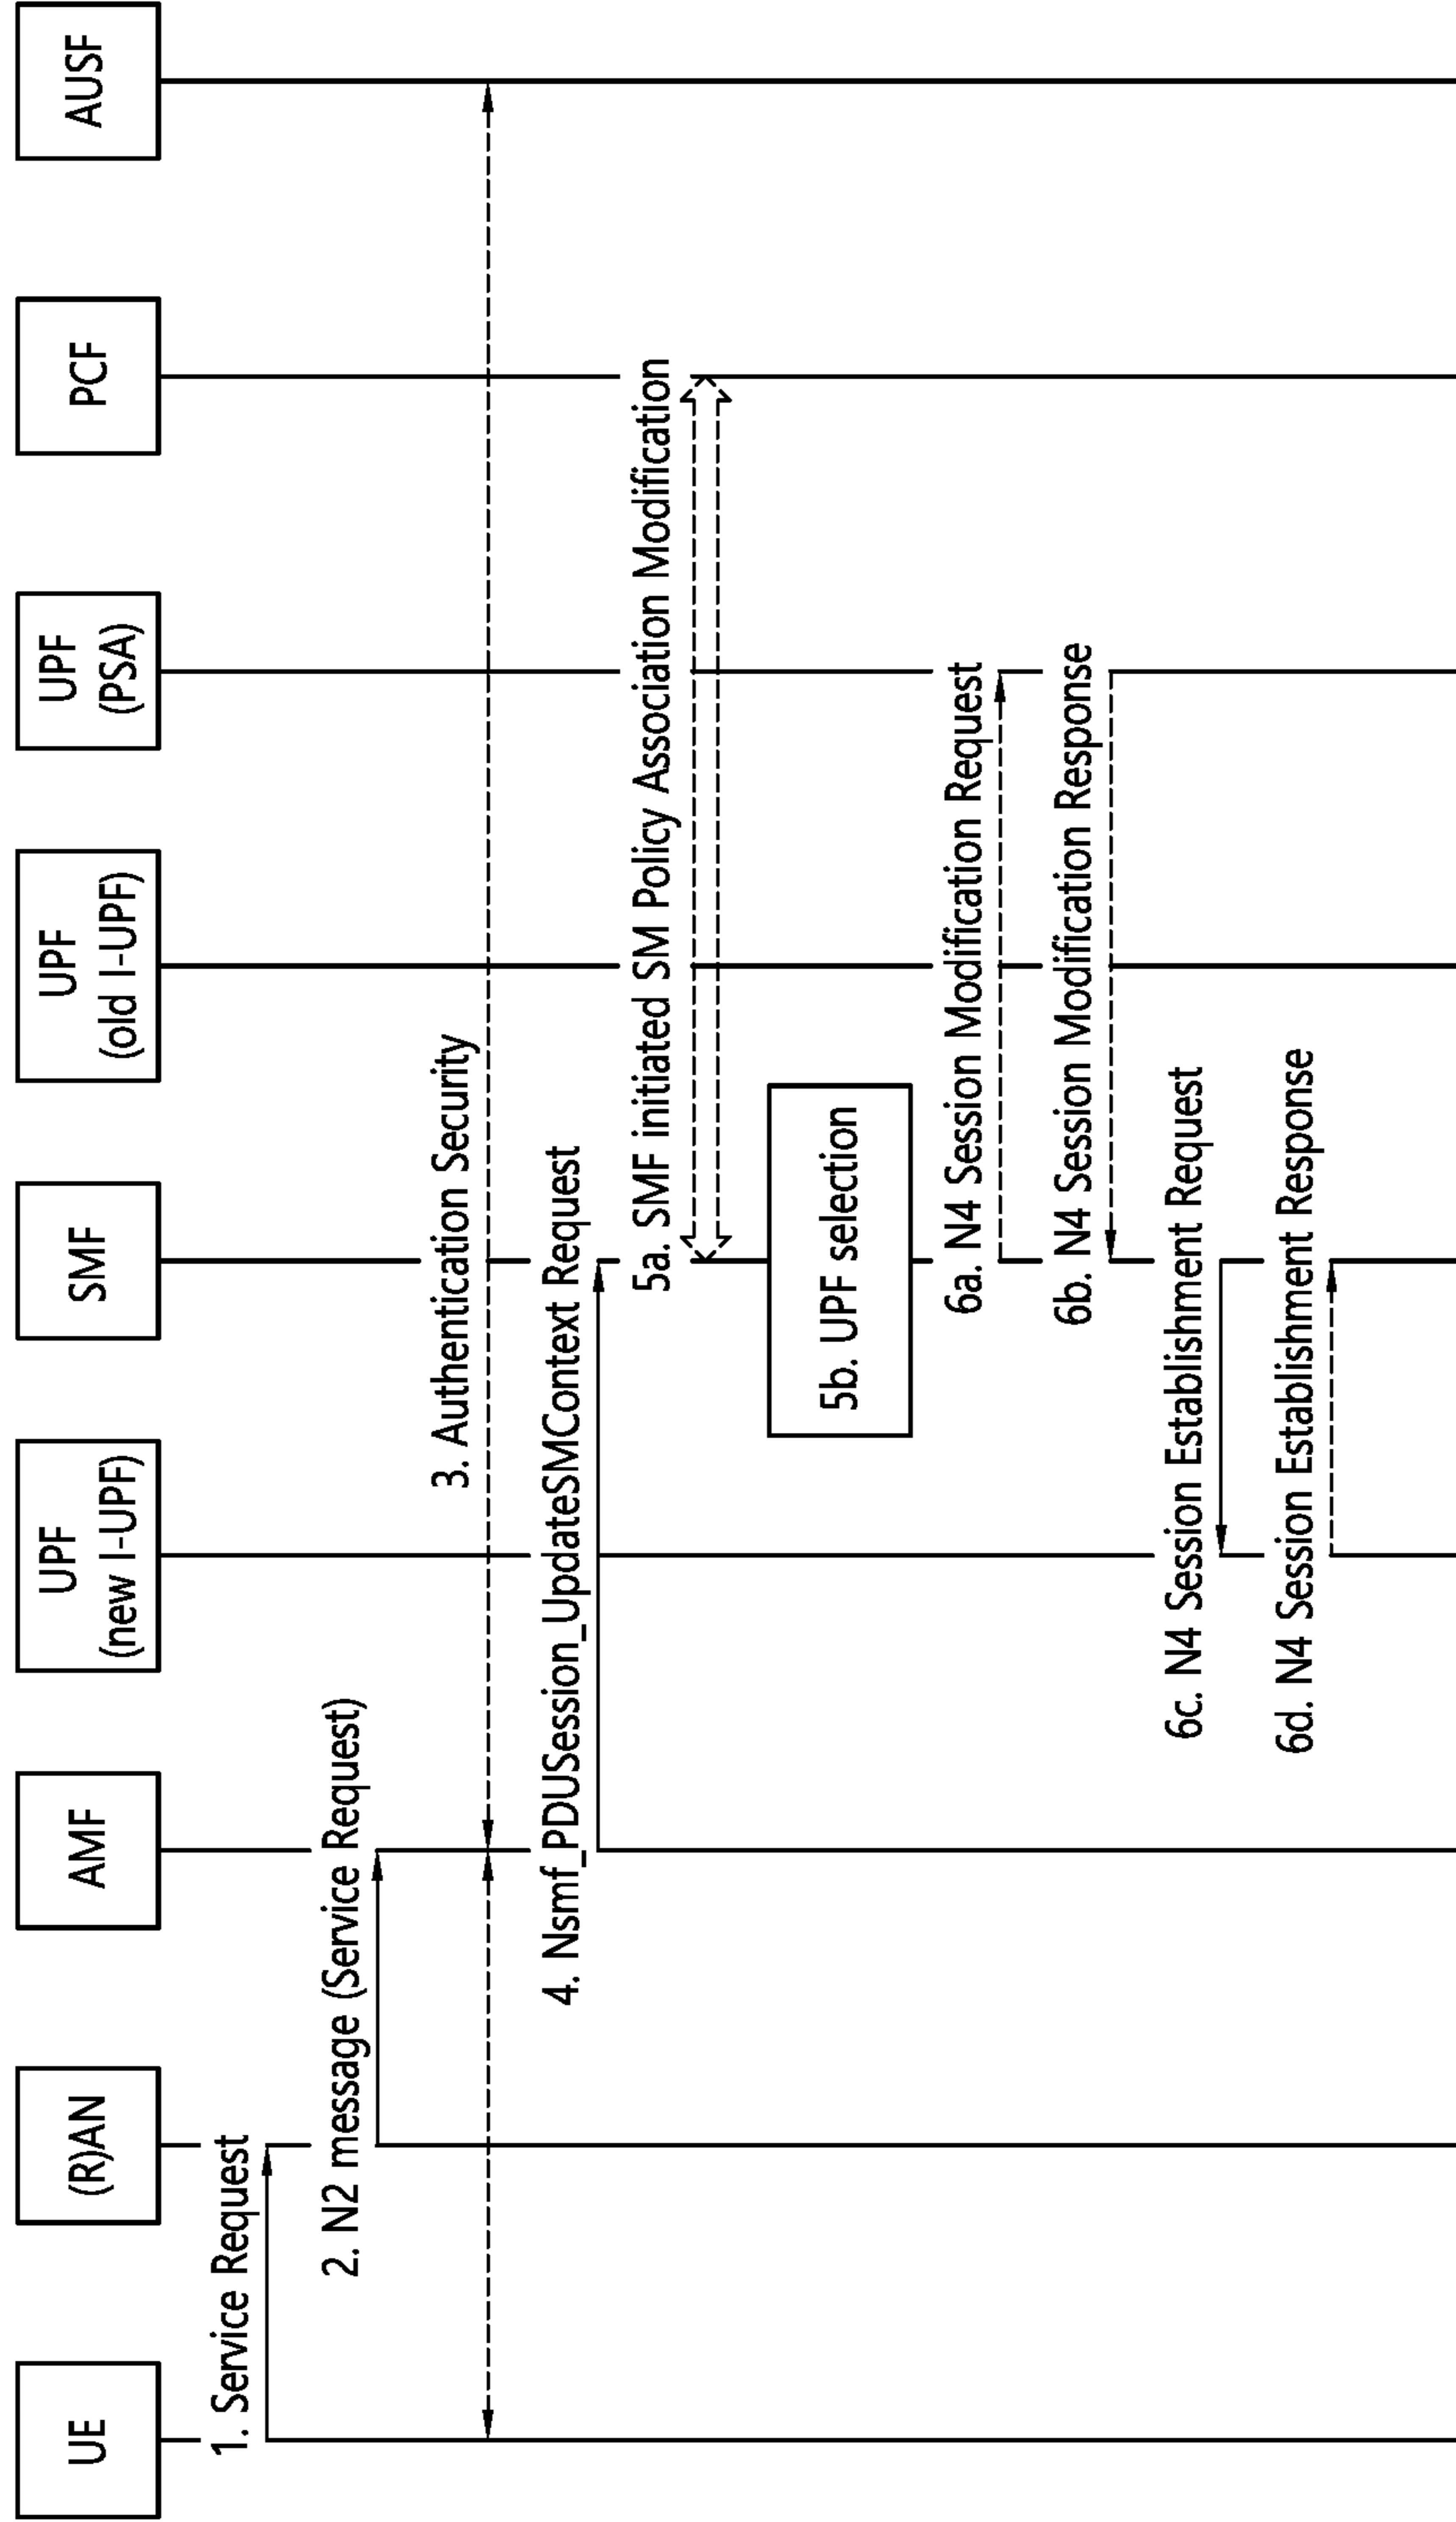 UE
(R)AN
AMF
UPF
(new I-UPF)
SMF
UPF
(old I-UPF)
UPF
(PSA)
PCF
AUSF
1. Service Request
2. N2 message (Service Request)
3. Authentication Security
4. Nsmf_PDUSession_UpdateSMContext Request
5a. SMF initiated SM Policy Association Modification
5b. UPF selection
6a. N4 Session Modification Request
6b. N4 Session Modification Response
6c. N4 Session Establishment Request
6d. N4 Session Establishment Response